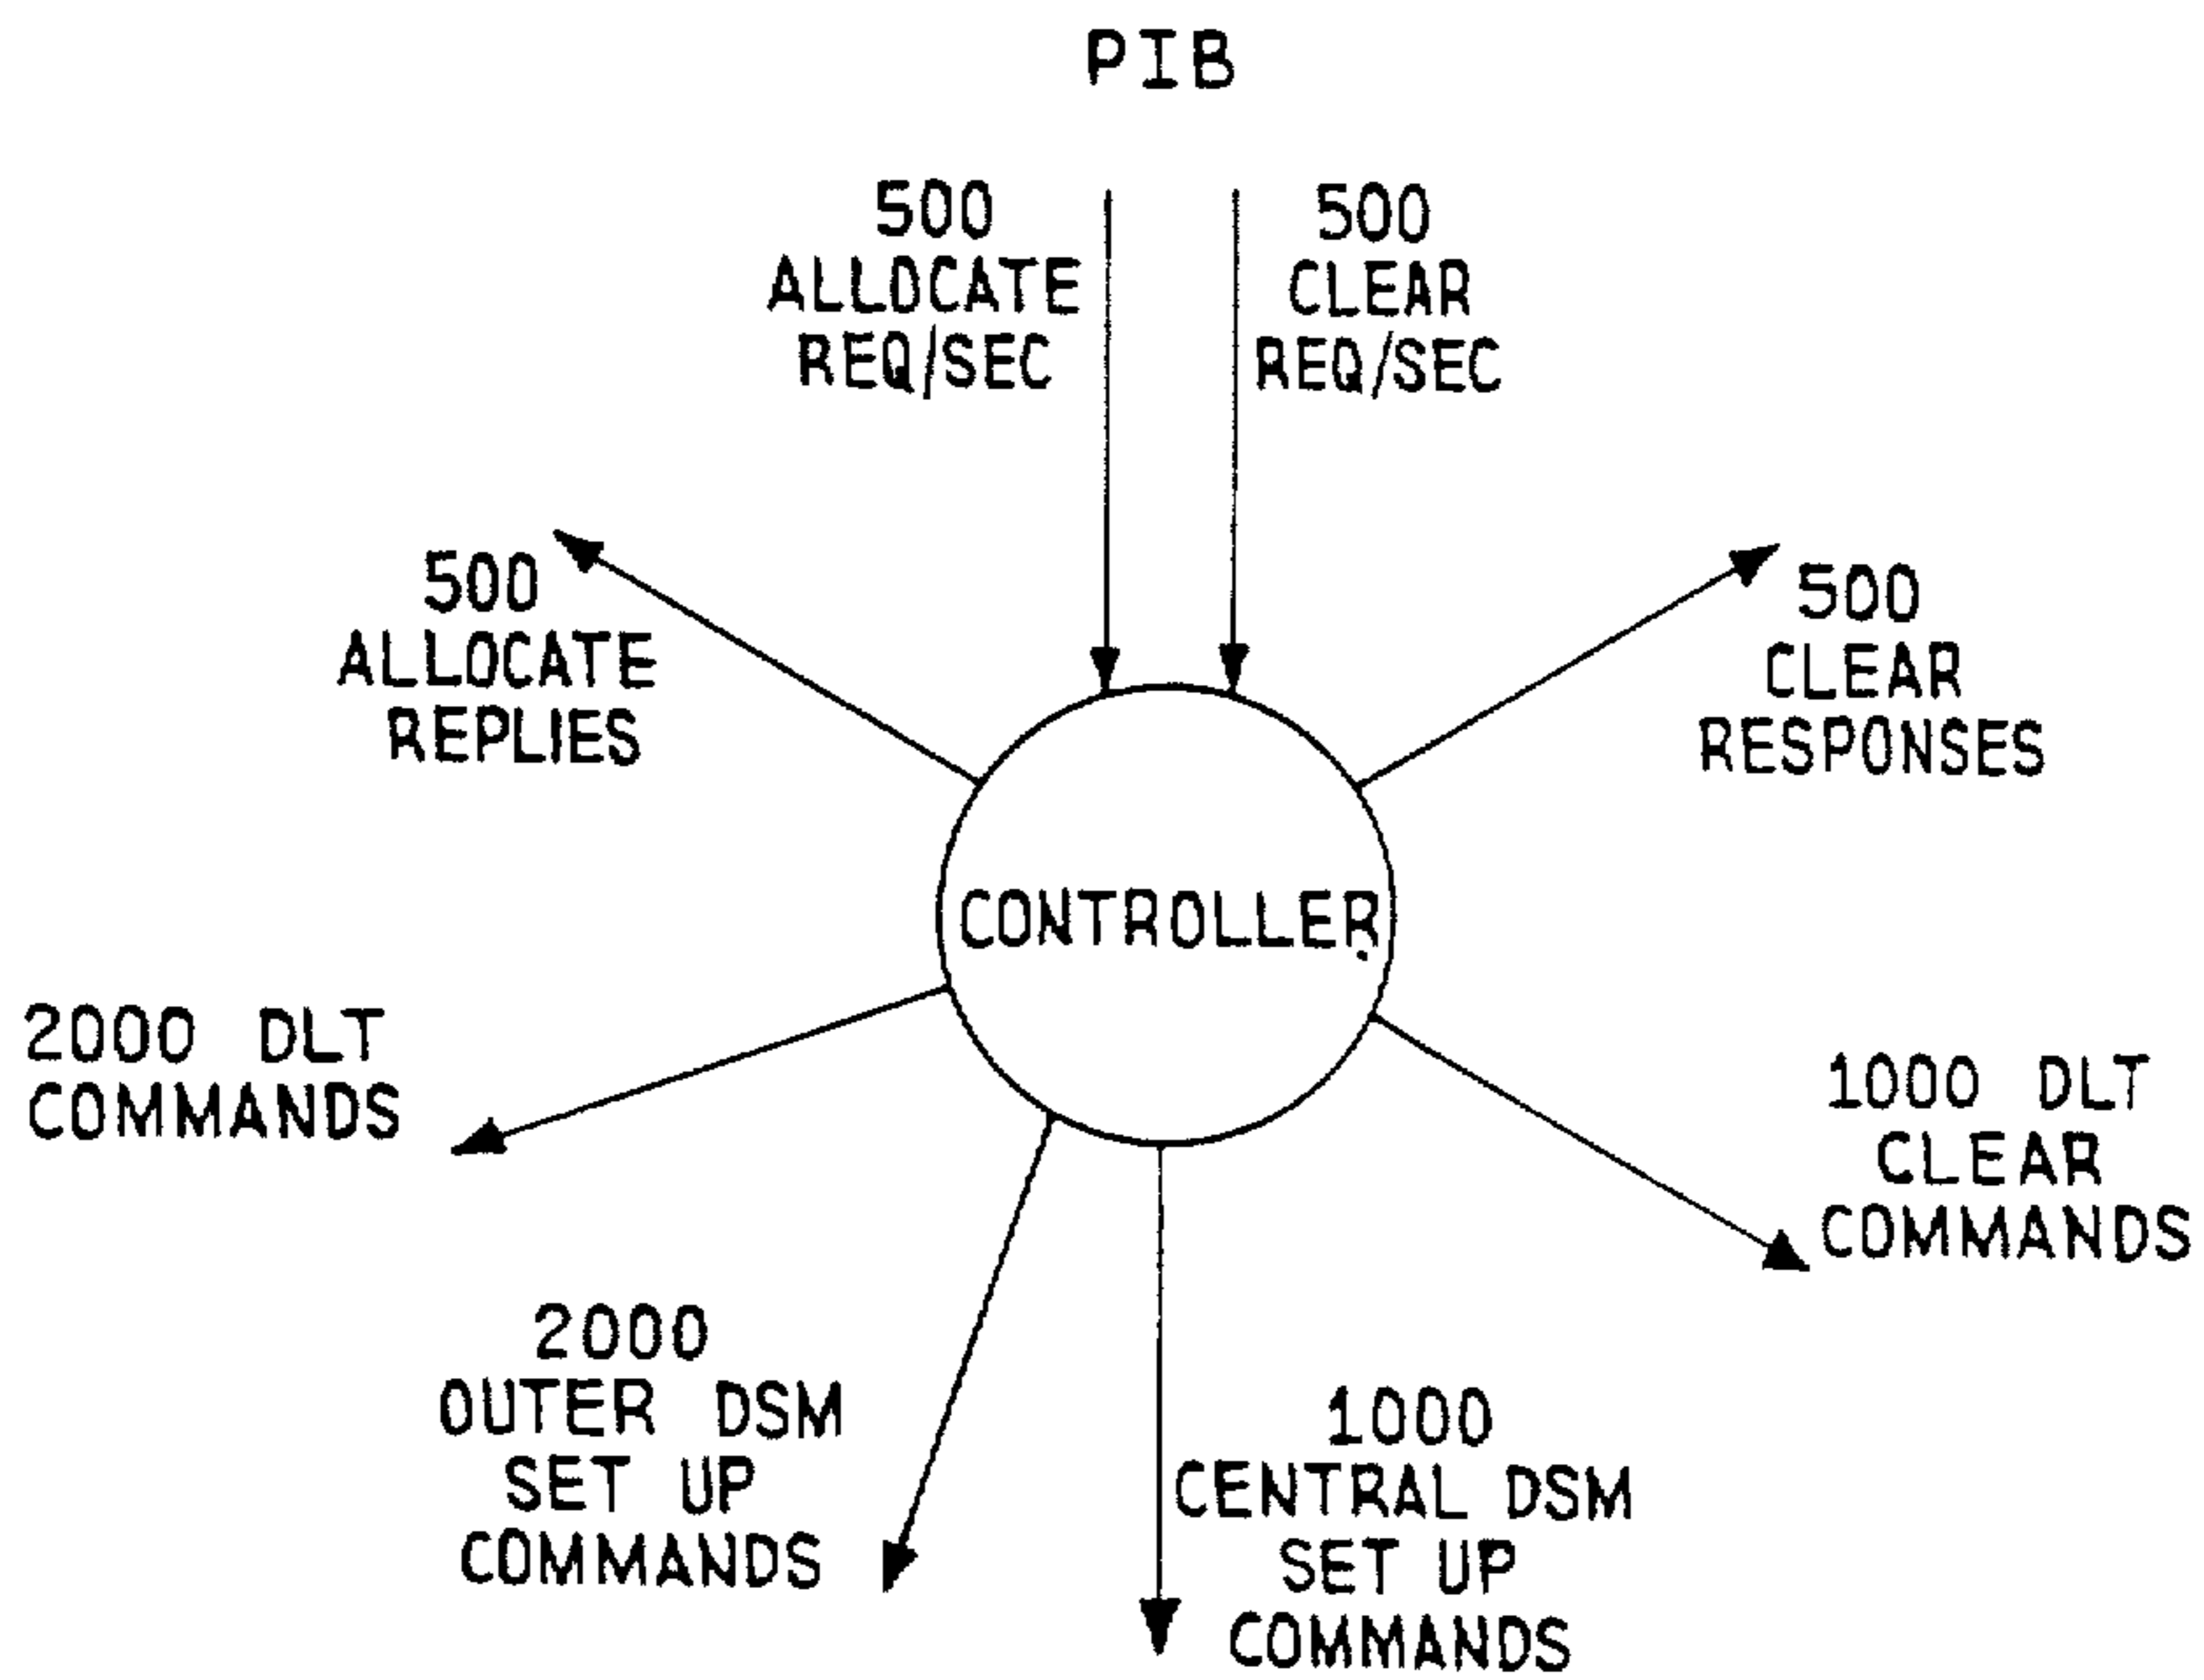 PIB
500
ALLOCATE
REQ/SEC
500
CLEAR
REQ/SEC
500
ALLOCATE
REPLIES
500
CLEAR
RESPONSES
CONTROLLER
2000 DLT
COMMANDS
1000 DLT
CLEAR
COMMANDS
2000
OUTER DSM
SET UP
COMMANDS
1000
CENTRAL DSM
SET UP
COMMANDS